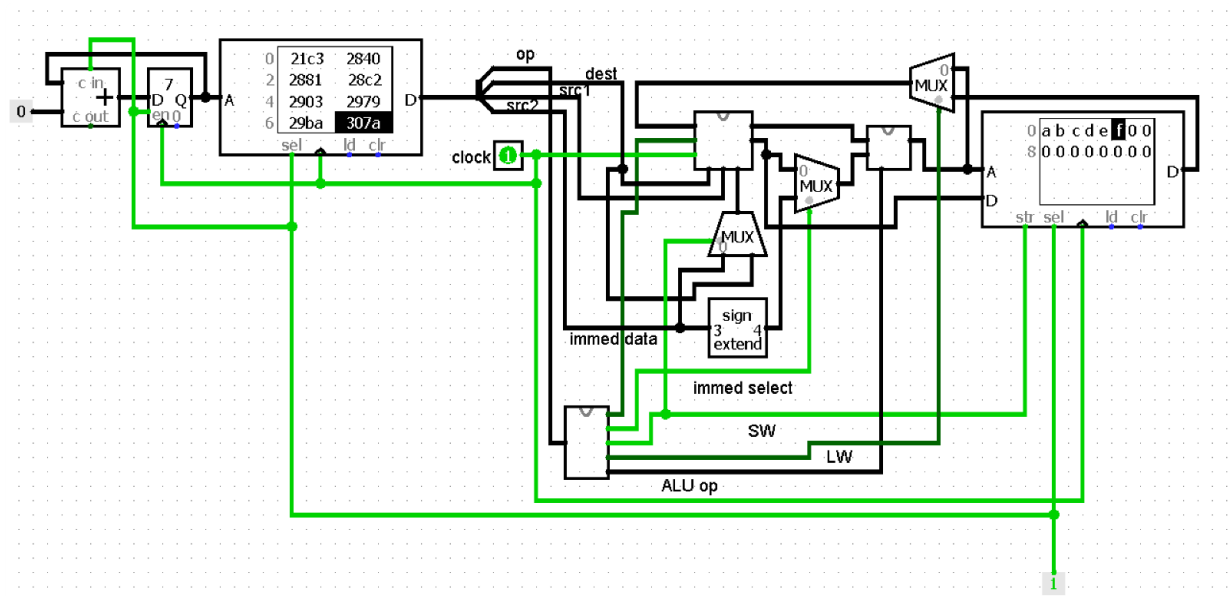 op
dest
src1
src2
c in
+
c out
0
7
D Q
en 0
A
0 21c3 2840
2 2881 28c2
4 2903 2979
6 29ba 307a
D
sel ld clr
clock 1
MUX
0
MUX
0
MUX
0
0 a b c d e f 0 0
8 0 0 0 0 0 0 0 0
A
D
D
str sel ld clr
sign
3 4
extend
immed data
immed select
SW
LW
ALU op
1